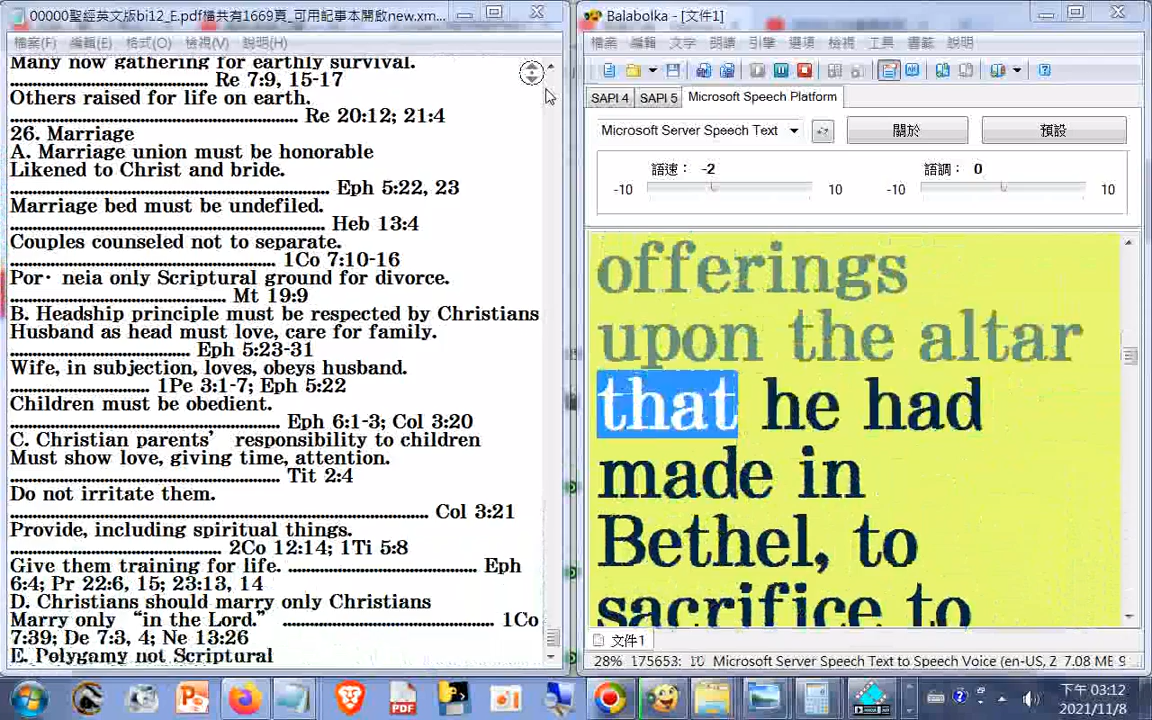 00000聖經英文版bi12_E.pdf檔共有1669頁_可用記事本開啟new.xm...
檔案(F) 編輯(E) 格式(O) 檢視(V) 說明(H)
Many now gathering for earthly survival.
Re 7:9, 15-17
Others raised for life on earth.
Re 20:12; 21:4
26. Marriage
A. Marriage union must be honorable
Likened to Christ and bride.
Eph 5:22, 23
Marriage bed must be undefiled.
Heb 13:4
Couples counseled not to separate.
1Co 7:10-16
Por· neia only Scriptural ground for divorce.
Mt 19:9
B. Headship principle must be respected by Christians
Husband as head must love, care for family.
Eph 5:23-31
Wife, in subjection, loves, obeys husband.
1Pe 3:1-7; Eph 5:22
Children must be obedient.
Eph 6:1-3; Col 3:20
C. Christian parents’ responsibility to children
Must show love, giving time, attention.
Tit 2:4
Do not irritate them.
Col 3:21
Provide, including spiritual things.
2Co 12:14; 1Ti 5:8
Give them training for life. Eph
6:4; Pr 22:6, 15; 23:13, 14
D. Christians should marry only Christians
Marry only “in the Lord.” 1Co
7:39; De 7:3, 4; Ne 13:26
E. Polygamy not Scriptural
Balabolka - [文件1]
檔案 編輯 文字 朗讀 引擎 選項 檢視 工具 書籤 說明
SAPI 4 SAPI 5 Microsoft Speech Platform
Microsoft Server Speech Text 關於 預設
語速： -2 語調： 0
-10 10 -10 10
offerings
upon the altar
that he had
made in
Bethel, to
sacrifice to
文件1
28% 175653: 10 Microsoft Server Speech Text to Speech Voice (en-US, Z 7.08 MB 9
PDF
下午 03:12
2021/11/8